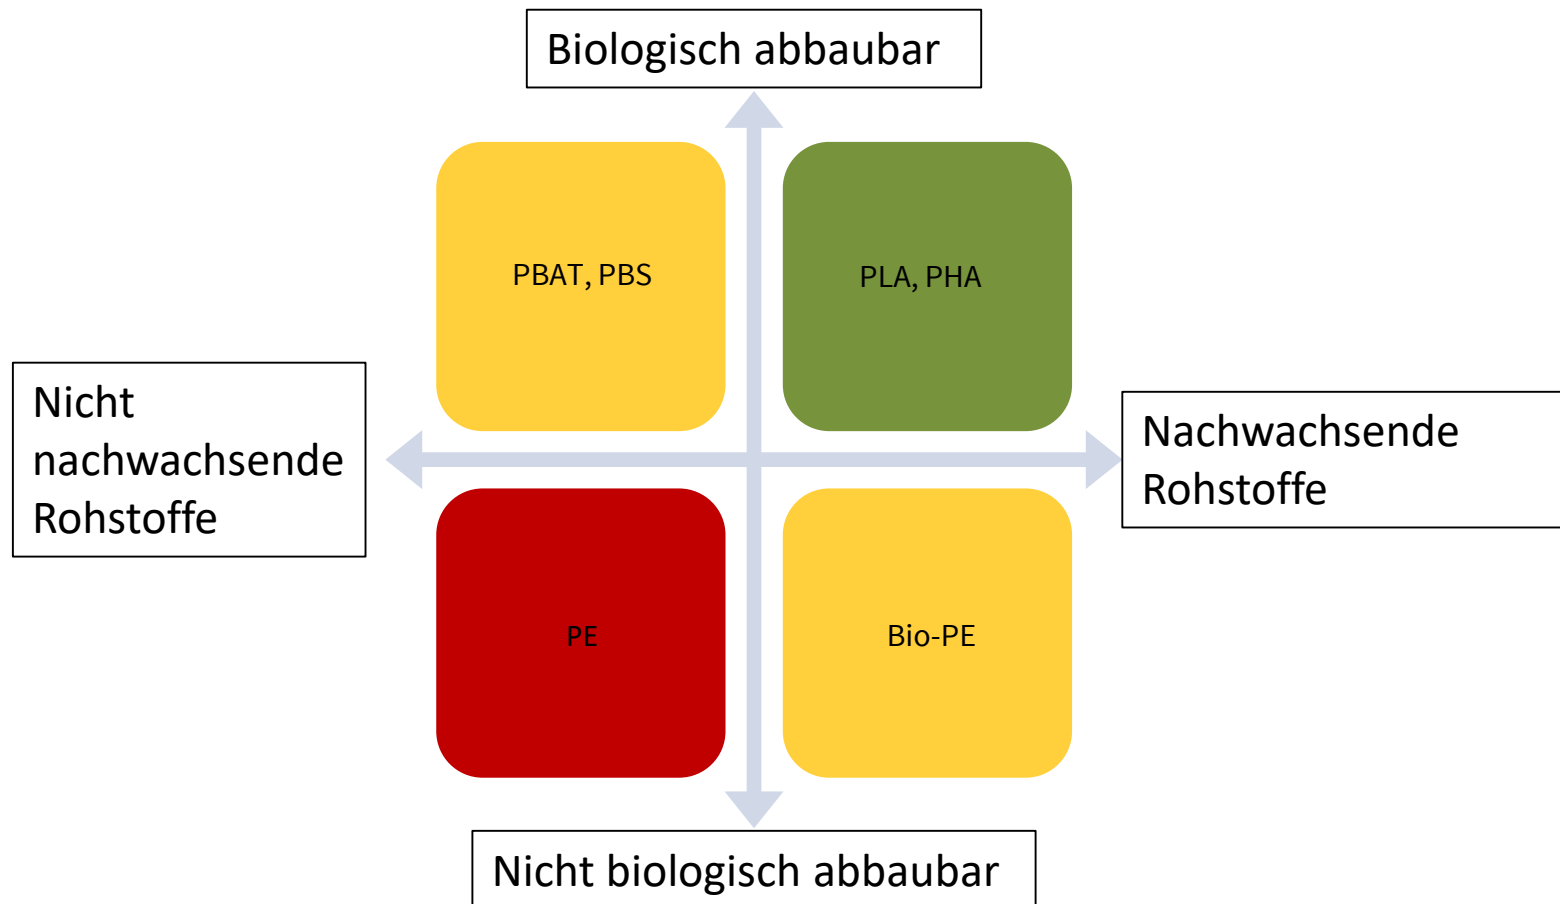 Biologisch abbaubar
PBAT, PBS
PLA, PHA
Nicht
nachwachsende
Rohstoffe
Nachwachsende
Rohstoffe
PE
Bio-PE
Nicht biologisch abbaubar